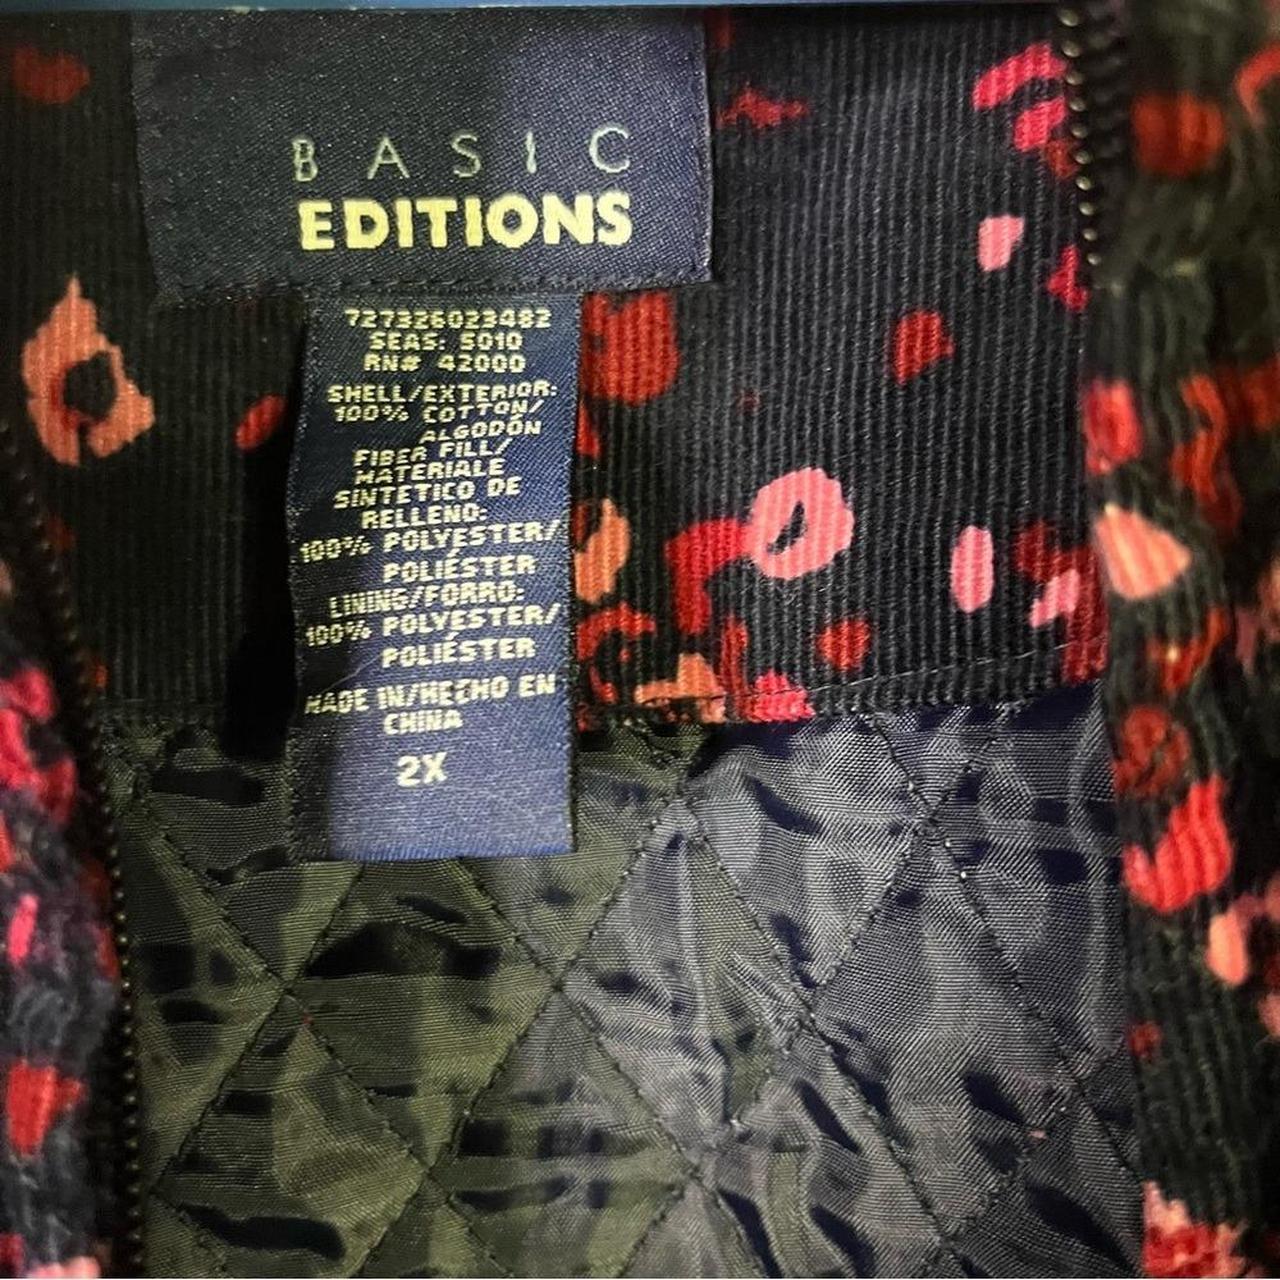 BASIC
EDITIONS
727326023482
SEAS: 5010
RN# 42000
SHELL/EXTERIOR:
100% COTTON/
ALGODÓN
FIBER FILL/
MATERIALE
SINTETICO DE
RELLENO:
100% POLYESTER/
POLIÉSTER
LINING/FORRO:
100% POLYESTER/
POLIÉSTER
MADE IN/HECHO EN
CHINA
2X